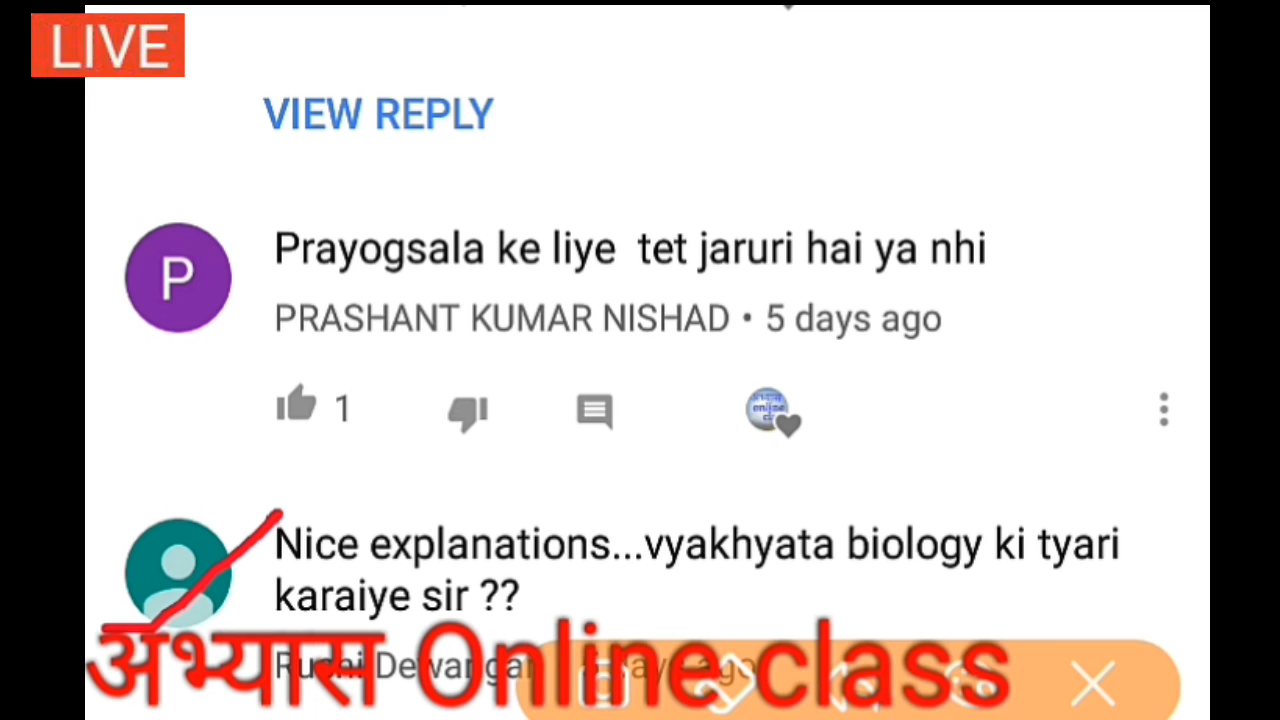 LIVE
VIEW REPLY
P
Prayogsala ke liye tet jaruri hai ya nhi
PRASHANT KUMAR NISHAD • 5 days ago
1
online
Nice explanations...vyakhyata biology ki tyari
karaiye sir ??
अभ्यास Online class